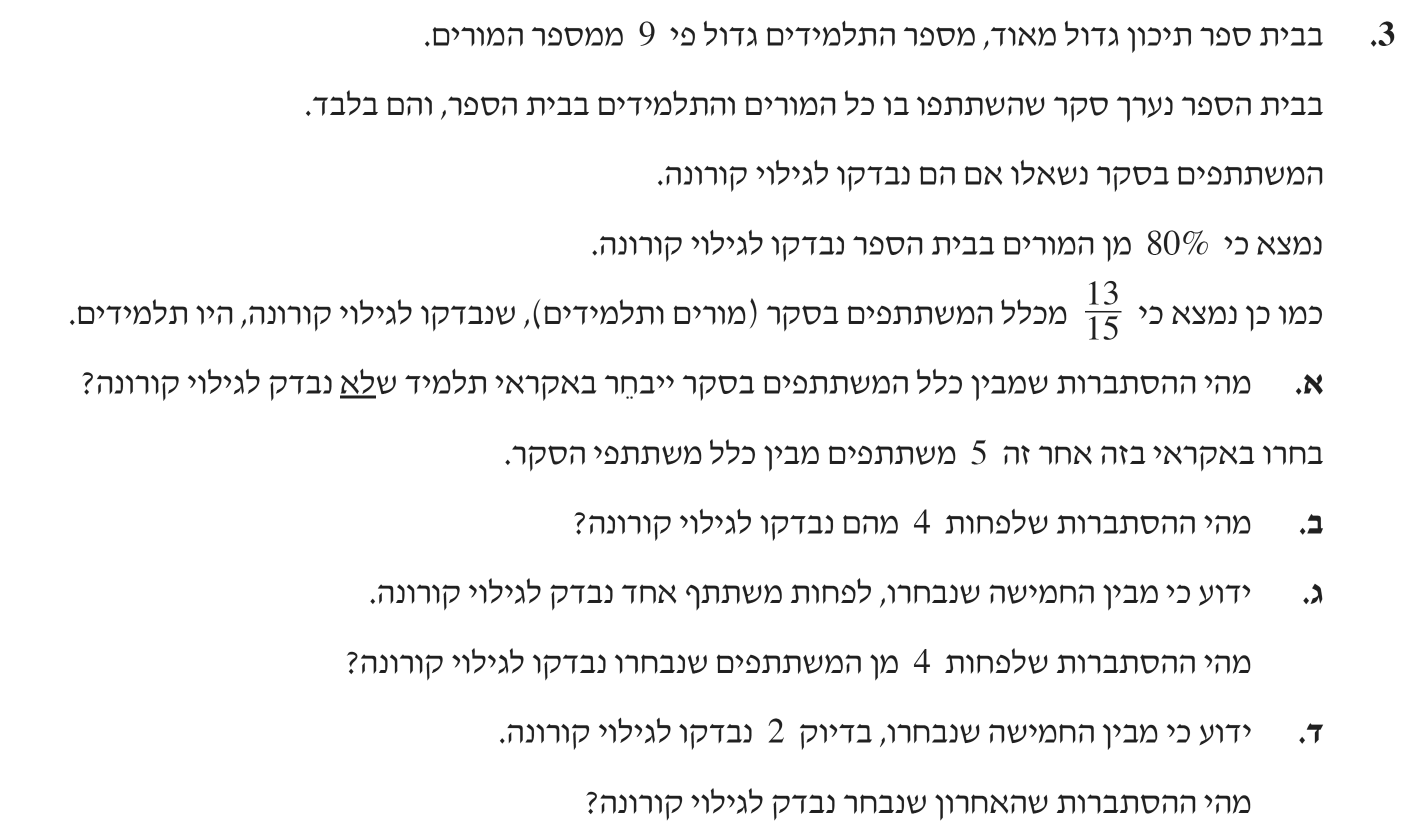 3. בבית ספר תיכון גדול מאוד, מספר התלמידים גדול פי 9 ממספר המורים.
בבית הספר נערך סקר שהשתתפו בו כל המורים והתלמידים בבית הספר, והם בלבד.
המשתתפים בסקר נשאלו אם הם נבדקו לגילוי קורונה.
נמצא כי 80% מן המורים בבית הספר נבדקו לגילוי קורונה.
כמו כן נמצא כי 13/15 מכלל המשתתפים בסקר (מורים ותלמידים), שנבדקו לגילוי קורונה, היו תלמידים.
א. מהי ההסתברות שמבין כלל המשתתפים בסקר ייבחֵר באקראי תלמיד שלא נבדק לגילוי קורונה?
בחרו באקראי בזה אחר זה 5 משתתפים מבין כלל משתתפי הסקר.
ב. מהי ההסתברות שלפחות 4 מהם נבדקו לגילוי קורונה?
ג. ידוע כי מבין החמישה שנבחרו, לפחות משתתף אחד נבדק לגילוי קורונה.
מהי ההסתברות שלפחות 4 מן המשתתפים שנבחרו נבדקו לגילוי קורונה?
ד. ידוע כי מבין החמישה שנבחרו, בדיוק 2 נבדקו לגילוי קורונה.
מהי ההסתברות שהאחרון שנבחר נבדק לגילוי קורונה?